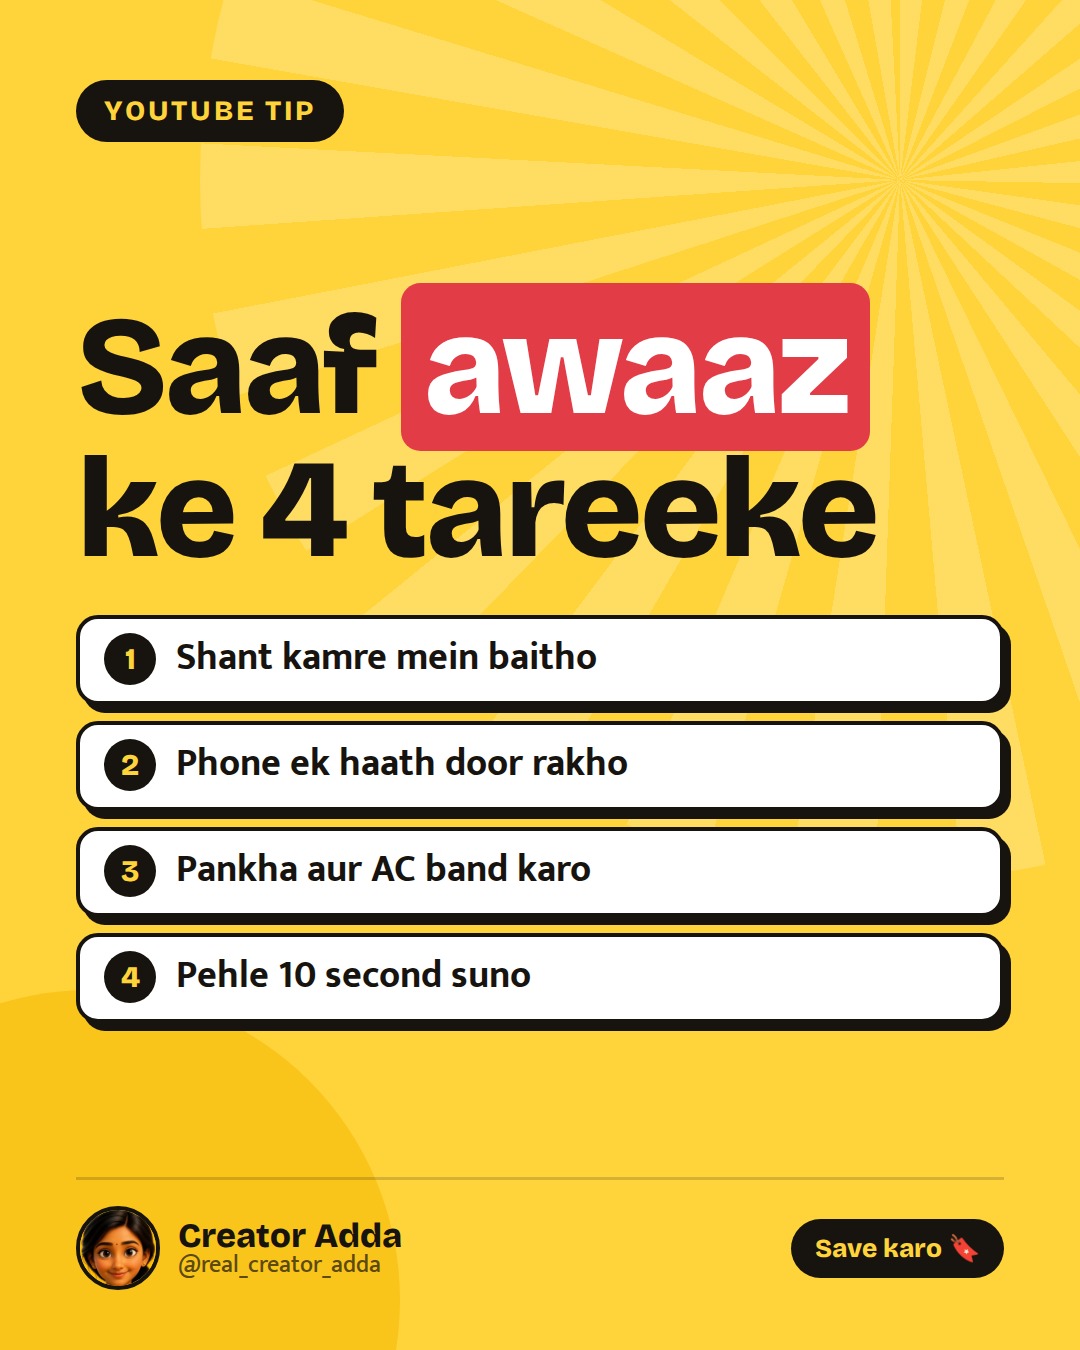 YOUTUBE TIP
Saaf awaaz
ke 4 tareeke
1 Shant kamre mein baitho
2 Phone ek haath door rakho
3 Pankha aur AC band karo
4 Pehle 10 second suno
Creator Adda
@real_creator_adda
Save karo 🔖